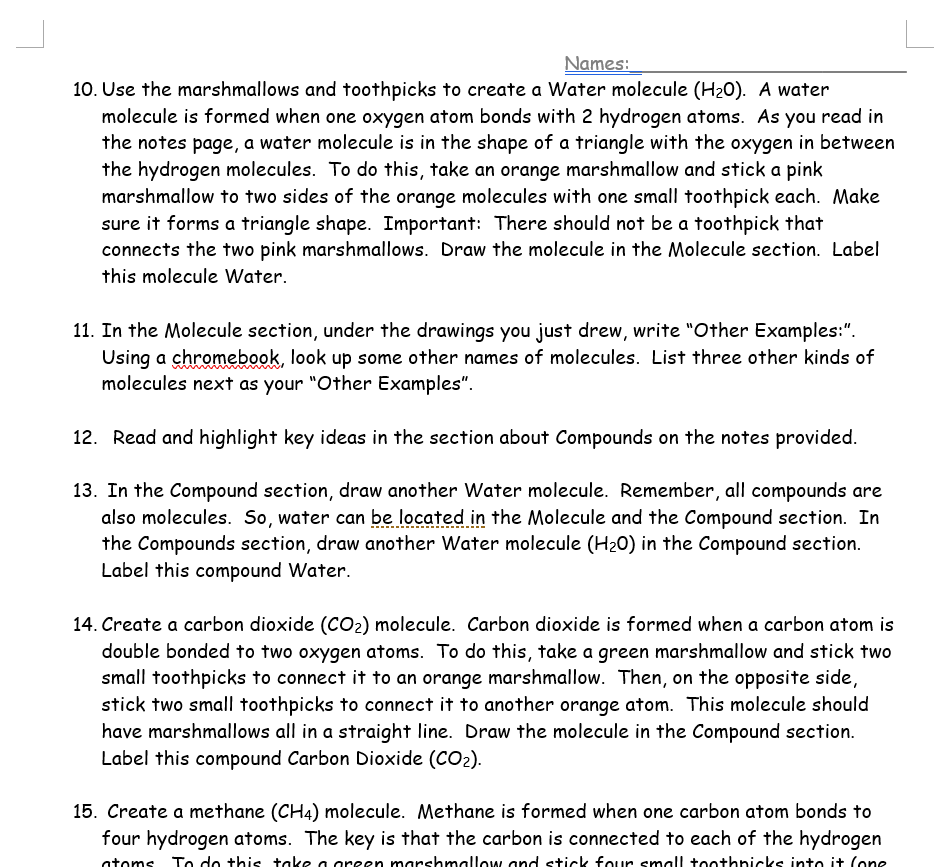 Names:
10. Use the marshmallows and toothpicks to create a Water molecule (H₂0).  A water
molecule is formed when one oxygen atom bonds with 2 hydrogen atoms.  As you read in
the notes page, a water molecule is in the shape of a triangle with the oxygen in between
the hydrogen molecules.  To do this, take an orange marshmallow and stick a pink
marshmallow to two sides of the orange molecules with one small toothpick each.  Make
sure it forms a triangle shape.  Important:  There should not be a toothpick that
connects the two pink marshmallows.  Draw the molecule in the Molecule section.  Label
this molecule Water.
11. In the Molecule section, under the drawings you just drew, write “Other Examples:”.
Using a chromebook, look up some other names of molecules.  List three other kinds of
molecules next as your “Other Examples”.
12.  Read and highlight key ideas in the section about Compounds on the notes provided.
13.  In the Compound section, draw another Water molecule.  Remember, all compounds are
also molecules.  So, water can be located in the Molecule and the Compound section.  In
the Compounds section, draw another Water molecule (H₂0) in the Compound section.
Label this compound Water.
14. Create a carbon dioxide (CO₂) molecule.  Carbon dioxide is formed when a carbon atom is
double bonded to two oxygen atoms.  To do this, take a green marshmallow and stick two
small toothpicks to connect it to an orange marshmallow.  Then, on the opposite side,
stick two small toothpicks to connect it to another orange atom.  This molecule should
have marshmallows all in a straight line.  Draw the molecule in the Compound section.
Label this compound Carbon Dioxide (CO₂).
15.  Create a methane (CH₄) molecule.  Methane is formed when one carbon atom bonds to
four hydrogen atoms.  The key is that the carbon is connected to each of the hydrogen
atoms.  To do this, take a green marshmallow and stick four small toothpicks into it (one